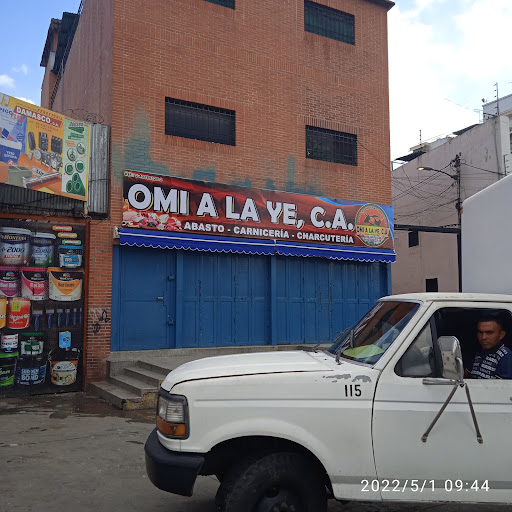 DAMASCO
OMI A LA YE, C.A.
ABASTO - CARNICERÍA - CHARCUTERÍA
115
2022/5/1 09:44